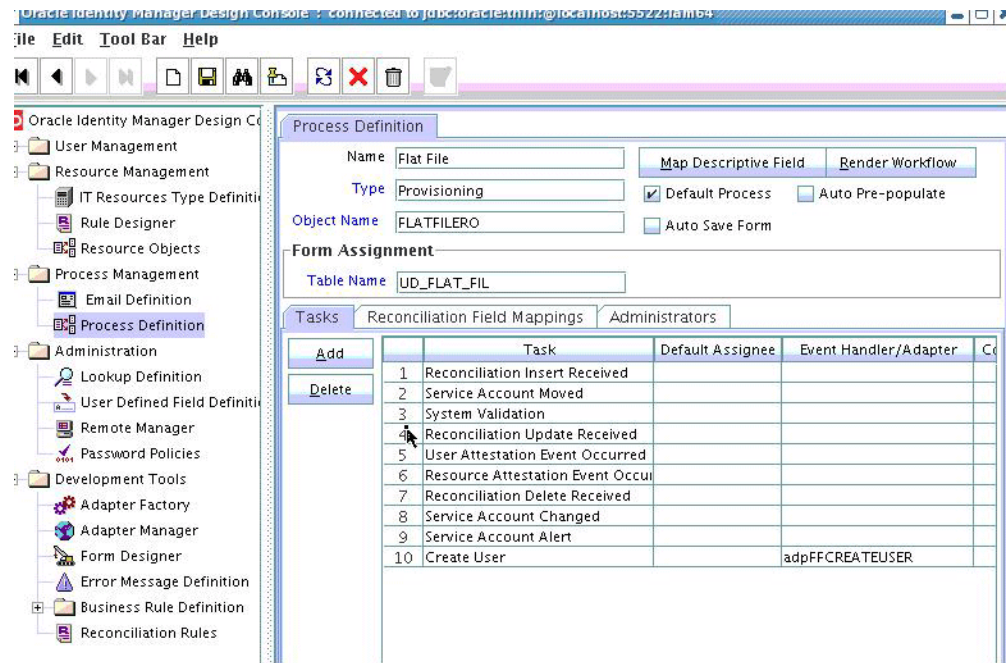 Oracle Identity Manager Design Console : connected to jdbc:oracle:thin:@localhost:5522:iam64
File Edit Tool Bar Help
Oracle Identity Manager Design Co
User Management
Resource Management
IT Resources Type Definiti
Rule Designer
Resource Objects
Process Management
Email Definition
Process Definition
Administration
Lookup Definition
User Defined Field Definiti
Remote Manager
Password Policies
Development Tools
Adapter Factory
Adapter Manager
Form Designer
Error Message Definition
Business Rule Definition
Reconciliation Rules
Process Definition
Name Flat File
Map Descriptive Field Render Workflow
Type Provisioning
Default Process Auto Pre-populate
Object Name FLATFILERO
Auto Save Form
Form Assignment
Table Name UD_FLAT_FIL
Tasks Reconciliation Field Mappings Administrators
Add
Delete
Task Default Assignee Event Handler/Adapter Co
1 Reconciliation Insert Received
2 Service Account Moved
3 System Validation
4 Reconciliation Update Received
5 User Attestation Event Occurred
6 Resource Attestation Event Occur
7 Reconciliation Delete Received
8 Service Account Changed
9 Service Account Alert
10 Create User adpFFCREATEUSER